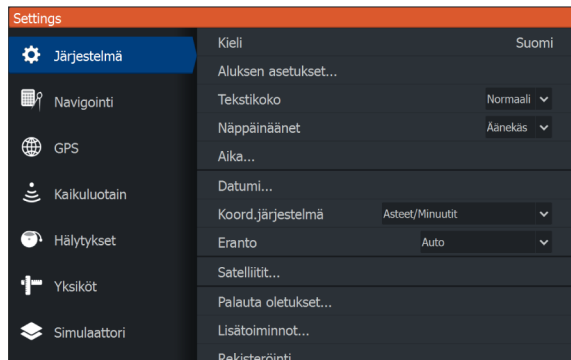 Settings
Järjestelmä
Navigointi
GPS
Kaikuluotain
Hälytykset
Yksiköt
Simulaattori
Kieli Suomi
Aluksen asetukset...
Tekstikoko Normaali
Näppäinäänet Äänekäs
Aika...
Datumi...
Koord.järjestelmä Asteet/Minuutit
Eranto Auto
Satelliitit...
Palauta oletukset...
Lisätoiminnot...
Rekisteröinti